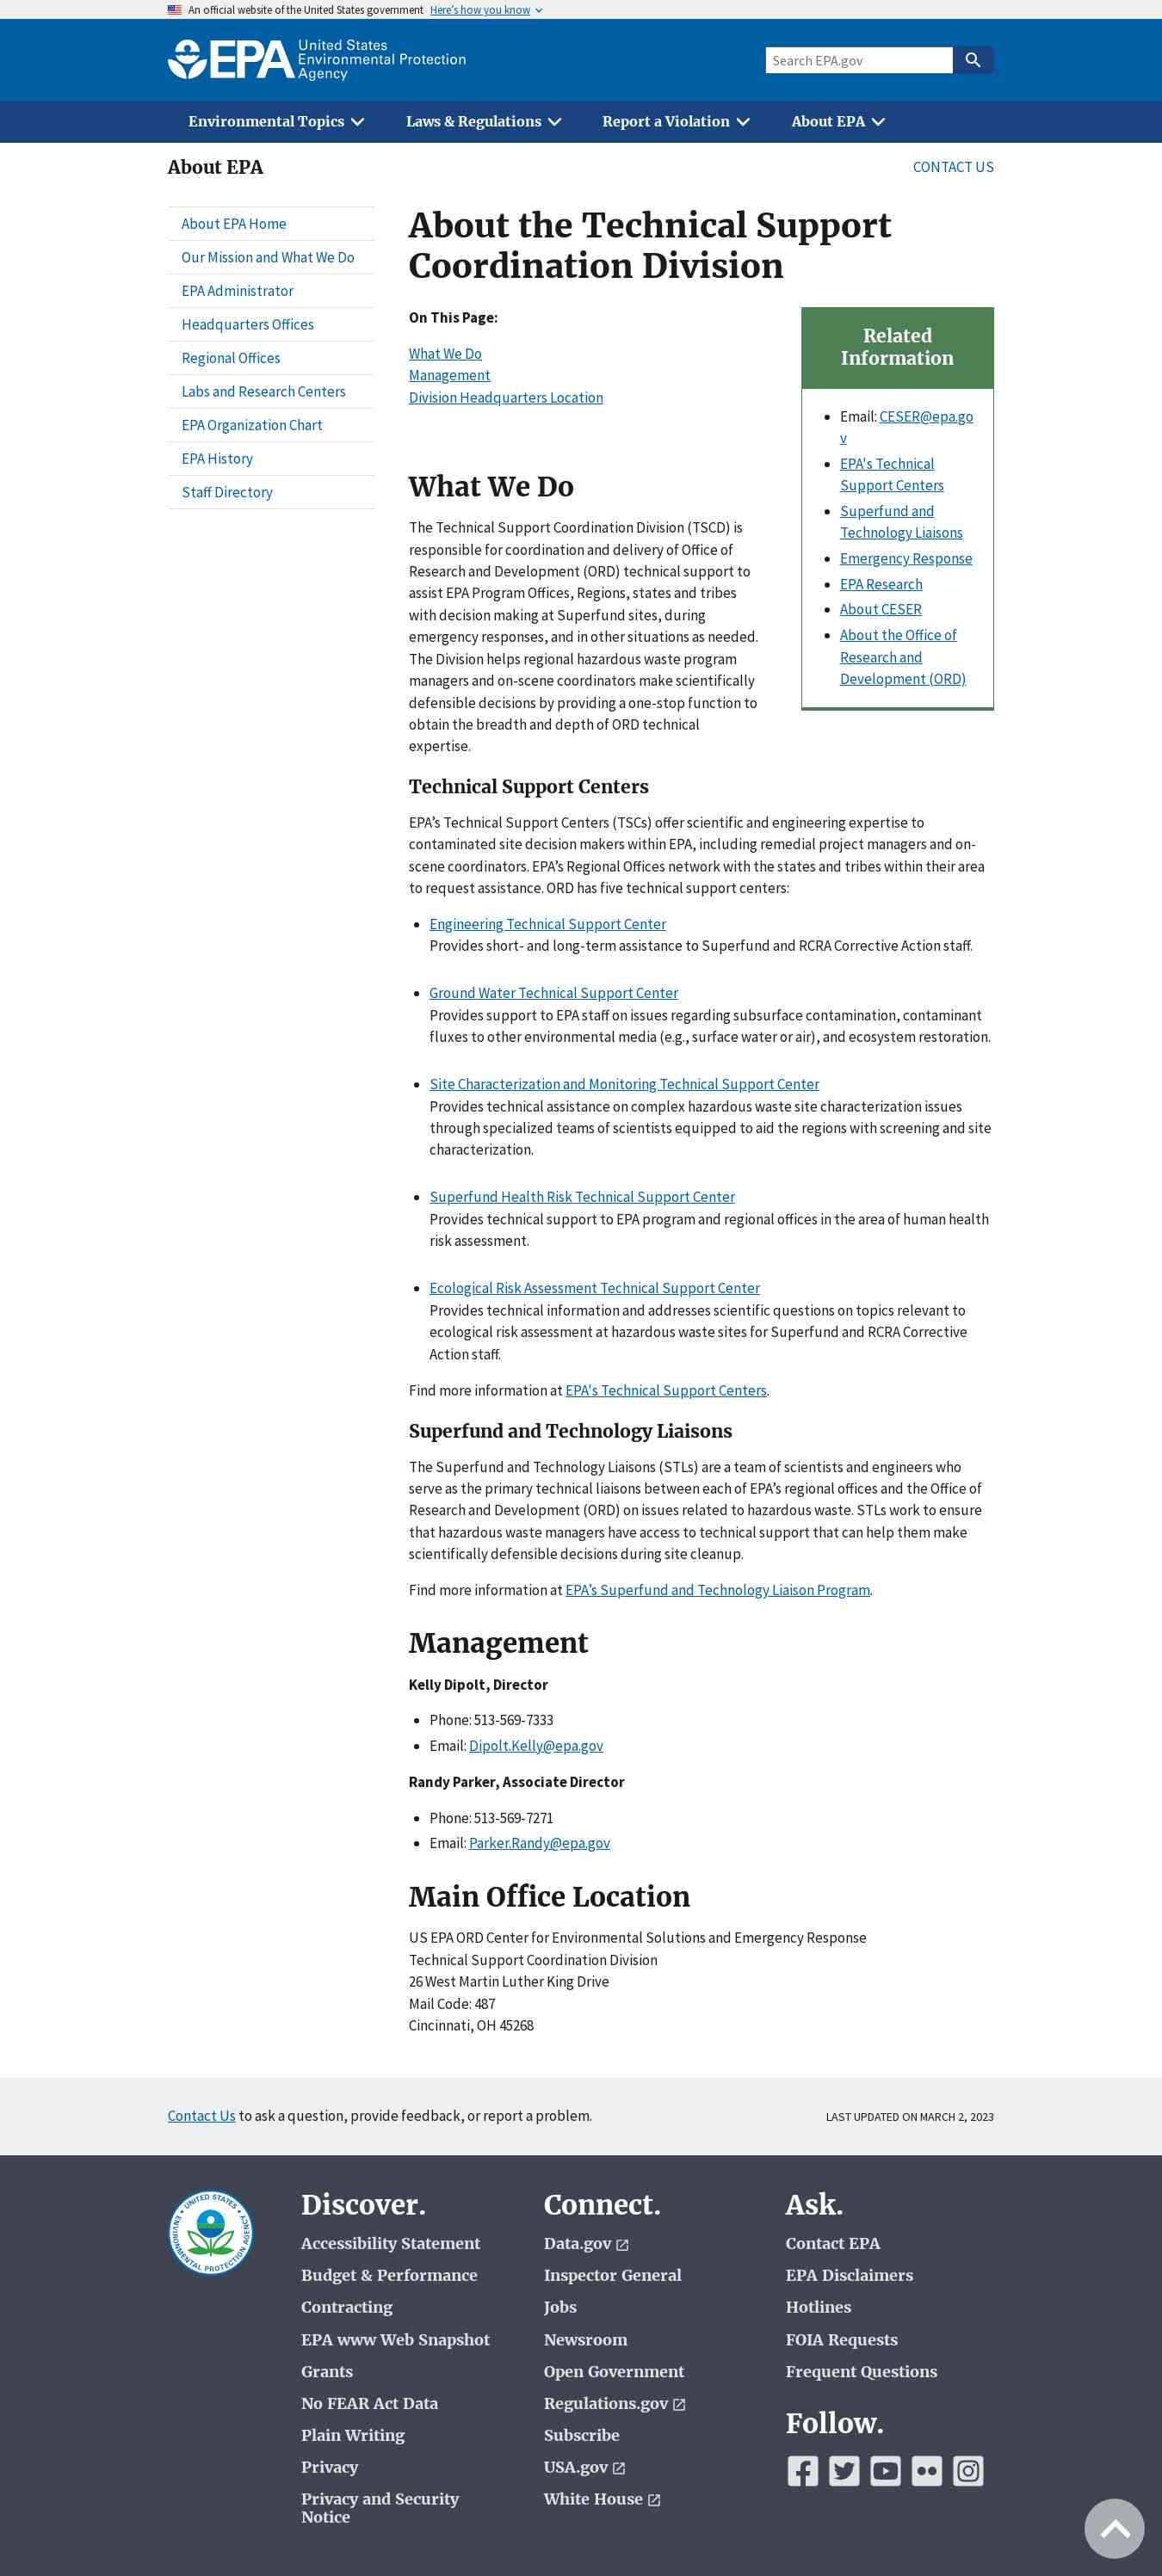 An official website of the United States government Here's how you know
EPA United States
Environmental Protection
Agency
Search EPA.gov
Environmental Topics
Laws & Regulations
Report a Violation
About EPA
About EPA
CONTACT US
About EPA Home
Our Mission and What We Do
EPA Administrator
Headquarters Offices
Regional Offices
Labs and Research Centers
EPA Organization Chart
EPA History
Staff Directory
About the Technical Support
Coordination Division
On This Page:
What We Do
Management
Division Headquarters Location
Related
Information
Email: CESER@epa.go
v
EPA's Technical
Support Centers
Superfund and
Technology Liaisons
Emergency Response
EPA Research
About CESER
About the Office of
Research and
Development (ORD)
What We Do
The Technical Support Coordination Division (TSCD) is
responsible for coordination and delivery of Office of
Research and Development (ORD) technical support to
assist EPA Program Offices, Regions, states and tribes
with decision making at Superfund sites, during
emergency responses, and in other situations as needed.
The Division helps regional hazardous waste program
managers and on-scene coordinators make scientifically
defensible decisions by providing a one-stop function to
obtain the breadth and depth of ORD technical
expertise.
Technical Support Centers
EPA’s Technical Support Centers (TSCs) offer scientific and engineering expertise to
contaminated site decision makers within EPA, including remedial project managers and on-
scene coordinators. EPA’s Regional Offices network with the states and tribes within their area
to request assistance. ORD has five technical support centers:
Engineering Technical Support Center
Provides short- and long-term assistance to Superfund and RCRA Corrective Action staff.
Ground Water Technical Support Center
Provides support to EPA staff on issues regarding subsurface contamination, contaminant
fluxes to other environmental media (e.g., surface water or air), and ecosystem restoration.
Site Characterization and Monitoring Technical Support Center
Provides technical assistance on complex hazardous waste site characterization issues
through specialized teams of scientists equipped to aid the regions with screening and site
characterization.
Superfund Health Risk Technical Support Center
Provides technical support to EPA program and regional offices in the area of human health
risk assessment.
Ecological Risk Assessment Technical Support Center
Provides technical information and addresses scientific questions on topics relevant to
ecological risk assessment at hazardous waste sites for Superfund and RCRA Corrective
Action staff.
Find more information at EPA's Technical Support Centers.
Superfund and Technology Liaisons
The Superfund and Technology Liaisons (STLs) are a team of scientists and engineers who
serve as the primary technical liaisons between each of EPA’s regional offices and the Office of
Research and Development (ORD) on issues related to hazardous waste. STLs work to ensure
that hazardous waste managers have access to technical support that can help them make
scientifically defensible decisions during site cleanup.
Find more information at EPA’s Superfund and Technology Liaison Program.
Management
Kelly Dipolt, Director
Phone: 513-569-7333
Email: Dipolt.Kelly@epa.gov
Randy Parker, Associate Director
Phone: 513-569-7271
Email: Parker.Randy@epa.gov
Main Office Location
US EPA ORD Center for Environmental Solutions and Emergency Response
Technical Support Coordination Division
26 West Martin Luther King Drive
Mail Code: 487
Cincinnati, OH 45268
Contact Us to ask a question, provide feedback, or report a problem.
LAST UPDATED ON MARCH 2, 2023
UNITED STATES
ENVIRONMENTAL PROTECTION AGENCY
Discover.
Accessibility Statement
Budget & Performance
Contracting
EPA www Web Snapshot
Grants
No FEAR Act Data
Plain Writing
Privacy
Privacy and Security
Notice
Connect.
Data.gov
Inspector General
Jobs
Newsroom
Open Government
Regulations.gov
Subscribe
USA.gov
White House
Ask.
Contact EPA
EPA Disclaimers
Hotlines
FOIA Requests
Frequent Questions
Follow.